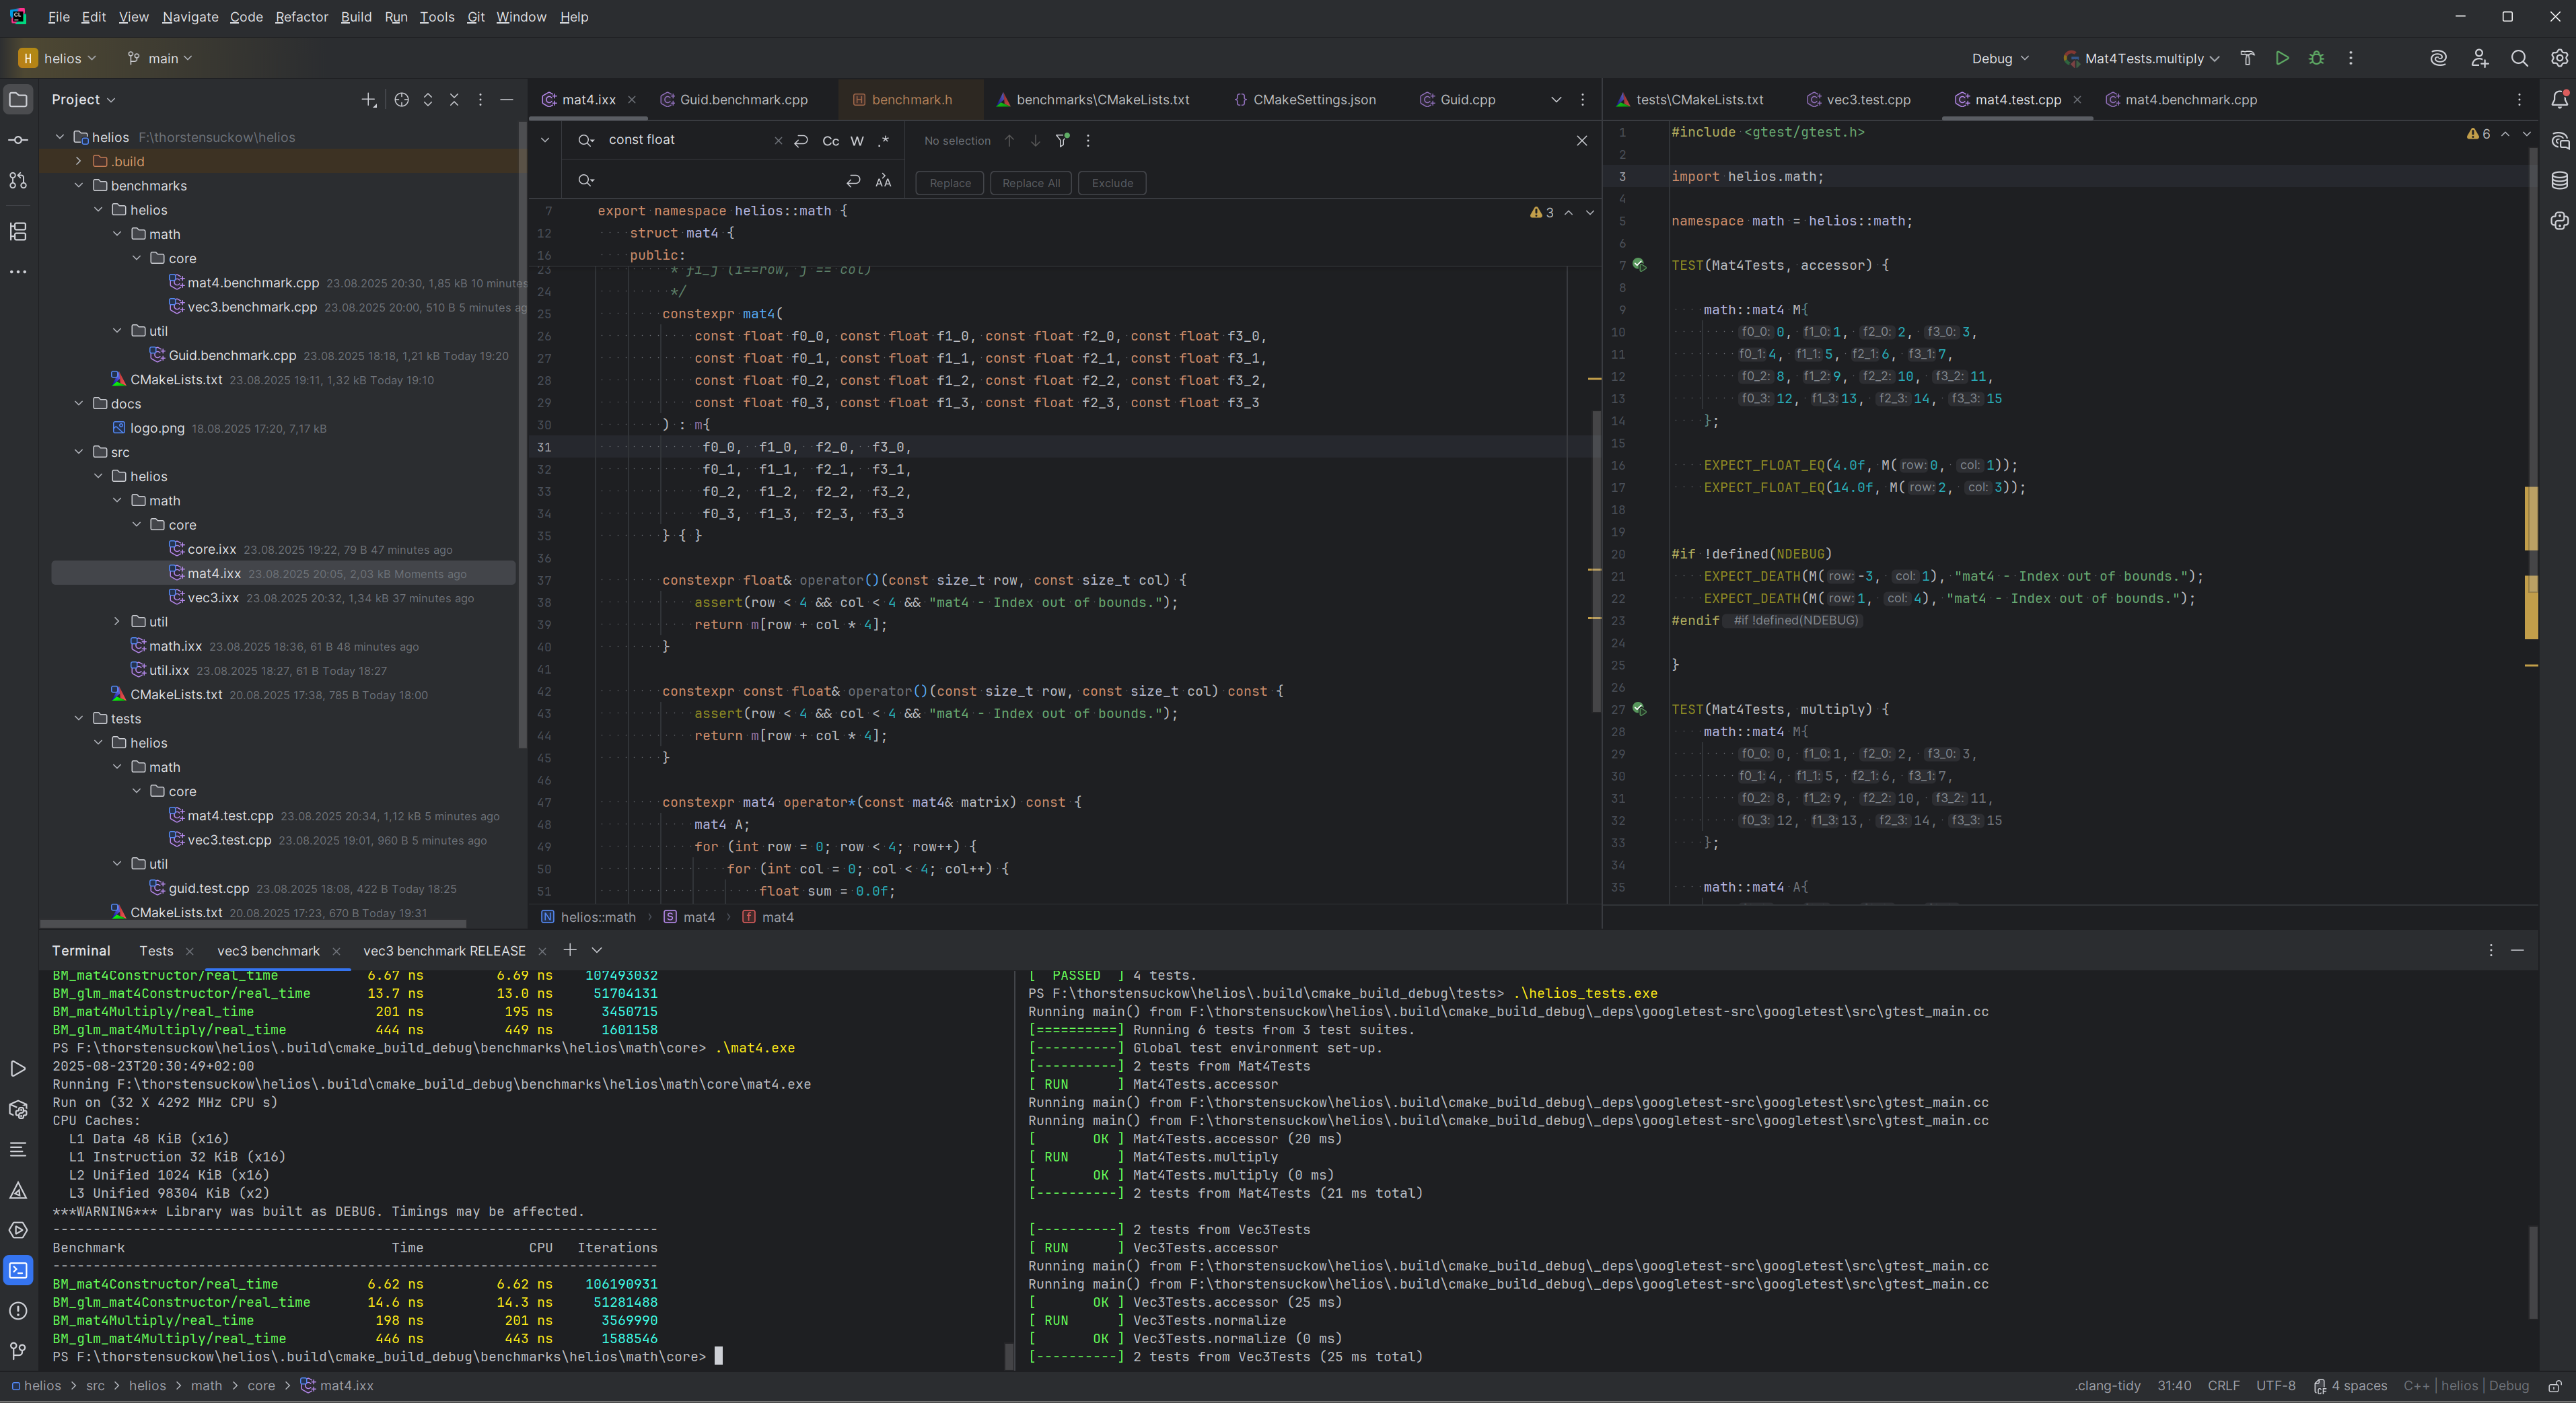 File Edit View Navigate Code Refactor Build Run Tools Git Window Help
H helios main Debug Mat4Tests.multiply
Project
helios F:\thorstensuckow\helios
.build
benchmarks
helios
math
core
mat4.benchmark.cpp 23.08.2025 20:30, 1,85 kB 10 minutes
vec3.benchmark.cpp 23.08.2025 20:00, 510 B 5 minutes ag
util
Guid.benchmark.cpp 23.08.2025 18:18, 1,21 kB Today 19:20
CMakeLists.txt 23.08.2025 19:11, 1,32 kB Today 19:10
docs
logo.png 18.08.2025 17:20, 7,17 kB
src
helios
math
core
core.ixx 23.08.2025 19:22, 79 B 47 minutes ago
mat4.ixx 23.08.2025 20:05, 2,03 kB Moments ago
vec3.ixx 23.08.2025 20:32, 1,34 kB 37 minutes ago
util
math.ixx 23.08.2025 18:36, 61 B 48 minutes ago
util.ixx 23.08.2025 18:27, 61 B Today 18:27
CMakeLists.txt 20.08.2025 17:38, 785 B Today 18:00
tests
helios
math
core
mat4.test.cpp 23.08.2025 20:34, 1,12 kB 5 minutes ago
vec3.test.cpp 23.08.2025 19:01, 960 B 5 minutes ago
util
guid.test.cpp 23.08.2025 18:08, 422 B Today 18:25
CMakeLists.txt 20.08.2025 17:23, 670 B Today 19:31
mat4.ixx Guid.benchmark.cpp benchmark.h benchmarks\CMakeLists.txt CMakeSettings.json Guid.cpp
const float Cc W .* No selection
Replace Replace All Exclude
3
7 export namespace helios::math {
12 struct mat4 {
16 public:
23 * fi_j (i==row, j == col)
24 */
25 constexpr mat4(
26 const float f0_0, const float f1_0, const float f2_0, const float f3_0,
27 const float f0_1, const float f1_1, const float f2_1, const float f3_1,
28 const float f0_2, const float f1_2, const float f2_2, const float f3_2,
29 const float f0_3, const float f1_3, const float f2_3, const float f3_3
30 ) : m{
31 f0_0, f1_0, f2_0, f3_0,
32 f0_1, f1_1, f2_1, f3_1,
33 f0_2, f1_2, f2_2, f3_2,
34 f0_3, f1_3, f2_3, f3_3
35 } { }
36
37 constexpr float& operator()(const size_t row, const size_t col) {
38 assert(row < 4 && col < 4 && "mat4 - Index out of bounds.");
39 return m[row + col * 4];
40 }
41
42 constexpr const float& operator()(const size_t row, const size_t col) const {
43 assert(row < 4 && col < 4 && "mat4 - Index out of bounds.");
44 return m[row + col * 4];
45 }
46
47 constexpr mat4 operator*(const mat4& matrix) const {
48 mat4 A;
49 for (int row = 0; row < 4; row++) {
50 for (int col = 0; col < 4; col++) {
51 float sum = 0.0f;
N helios::math S mat4 f mat4
tests\CMakeLists.txt vec3.test.cpp mat4.test.cpp mat4.benchmark.cpp
6
1 #include <gtest/gtest.h>
2
3 import helios.math;
4
5 namespace math = helios::math;
6
7 TEST(Mat4Tests, accessor) {
8
9 math::mat4 M{
10 f0_0: 0, f1_0: 1, f2_0: 2, f3_0: 3,
11 f0_1: 4, f1_1: 5, f2_1: 6, f3_1: 7,
12 f0_2: 8, f1_2: 9, f2_2: 10, f3_2: 11,
13 f0_3: 12, f1_3: 13, f2_3: 14, f3_3: 15
14 };
15
16 EXPECT_FLOAT_EQ(4.0f, M( row: 0, col: 1));
17 EXPECT_FLOAT_EQ(14.0f, M( row: 2, col: 3));
18
19
20 #if !defined(NDEBUG)
21 EXPECT_DEATH(M( row: -3, col: 1), "mat4 - Index out of bounds.");
22 EXPECT_DEATH(M( row: 1, col: 4), "mat4 - Index out of bounds.");
23 #endif #if !defined(NDEBUG)
24
25 }
26
27 TEST(Mat4Tests, multiply) {
28 math::mat4 M{
29 f0_0: 0, f1_0: 1, f2_0: 2, f3_0: 3,
30 f0_1: 4, f1_1: 5, f2_1: 6, f3_1: 7,
31 f0_2: 8, f1_2: 9, f2_2: 10, f3_2: 11,
32 f0_3: 12, f1_3: 13, f2_3: 14, f3_3: 15
33 };
34
35 math::mat4 A{
Terminal Tests vec3 benchmark vec3 benchmark RELEASE
BM_mat4Constructor/real_time 6.67 ns 6.69 ns 107493032
BM_glm_mat4Constructor/real_time 13.7 ns 13.0 ns 51704131
BM_mat4Multiply/real_time 201 ns 195 ns 3450715
BM_glm_mat4Multiply/real_time 444 ns 449 ns 1601158
PS F:\thorstensuckow\helios\.build\cmake_build_debug\benchmarks\helios\math\core> .\mat4.exe
2025-08-23T20:30:49+02:00
Running F:\thorstensuckow\helios\.build\cmake_build_debug\benchmarks\helios\math\core\mat4.exe
Run on (32 X 4292 MHz CPU s)
CPU Caches:
L1 Data 48 KiB (x16)
L1 Instruction 32 KiB (x16)
L2 Unified 1024 KiB (x16)
L3 Unified 98304 KiB (x2)
***WARNING*** Library was built as DEBUG. Timings may be affected.
--------------------------------------------------------------------------
Benchmark Time CPU Iterations
--------------------------------------------------------------------------
BM_mat4Constructor/real_time 6.62 ns 6.62 ns 106190931
BM_glm_mat4Constructor/real_time 14.6 ns 14.3 ns 51281488
BM_mat4Multiply/real_time 198 ns 201 ns 3569990
BM_glm_mat4Multiply/real_time 446 ns 443 ns 1588546
PS F:\thorstensuckow\helios\.build\cmake_build_debug\benchmarks\helios\math\core>
[ PASSED ] 4 tests.
PS F:\thorstensuckow\helios\.build\cmake_build_debug\tests> .\helios_tests.exe
Running main() from F:\thorstensuckow\helios\.build\cmake_build_debug\_deps\googletest-src\googletest\src\gtest_main.cc
[==========] Running 6 tests from 3 test suites.
[----------] Global test environment set-up.
[----------] 2 tests from Mat4Tests
[ RUN ] Mat4Tests.accessor
Running main() from F:\thorstensuckow\helios\.build\cmake_build_debug\_deps\googletest-src\googletest\src\gtest_main.cc
Running main() from F:\thorstensuckow\helios\.build\cmake_build_debug\_deps\googletest-src\googletest\src\gtest_main.cc
[ OK ] Mat4Tests.accessor (20 ms)
[ RUN ] Mat4Tests.multiply
[ OK ] Mat4Tests.multiply (0 ms)
[----------] 2 tests from Mat4Tests (21 ms total)
[----------] 2 tests from Vec3Tests
[ RUN ] Vec3Tests.accessor
Running main() from F:\thorstensuckow\helios\.build\cmake_build_debug\_deps\googletest-src\googletest\src\gtest_main.cc
Running main() from F:\thorstensuckow\helios\.build\cmake_build_debug\_deps\googletest-src\googletest\src\gtest_main.cc
[ OK ] Vec3Tests.accessor (25 ms)
[ RUN ] Vec3Tests.normalize
[ OK ] Vec3Tests.normalize (0 ms)
[----------] 2 tests from Vec3Tests (25 ms total)
helios > src > helios > math > core > mat4.ixx .clang-tidy 31:40 CRLF UTF-8 4 spaces C++ | helios | Debug